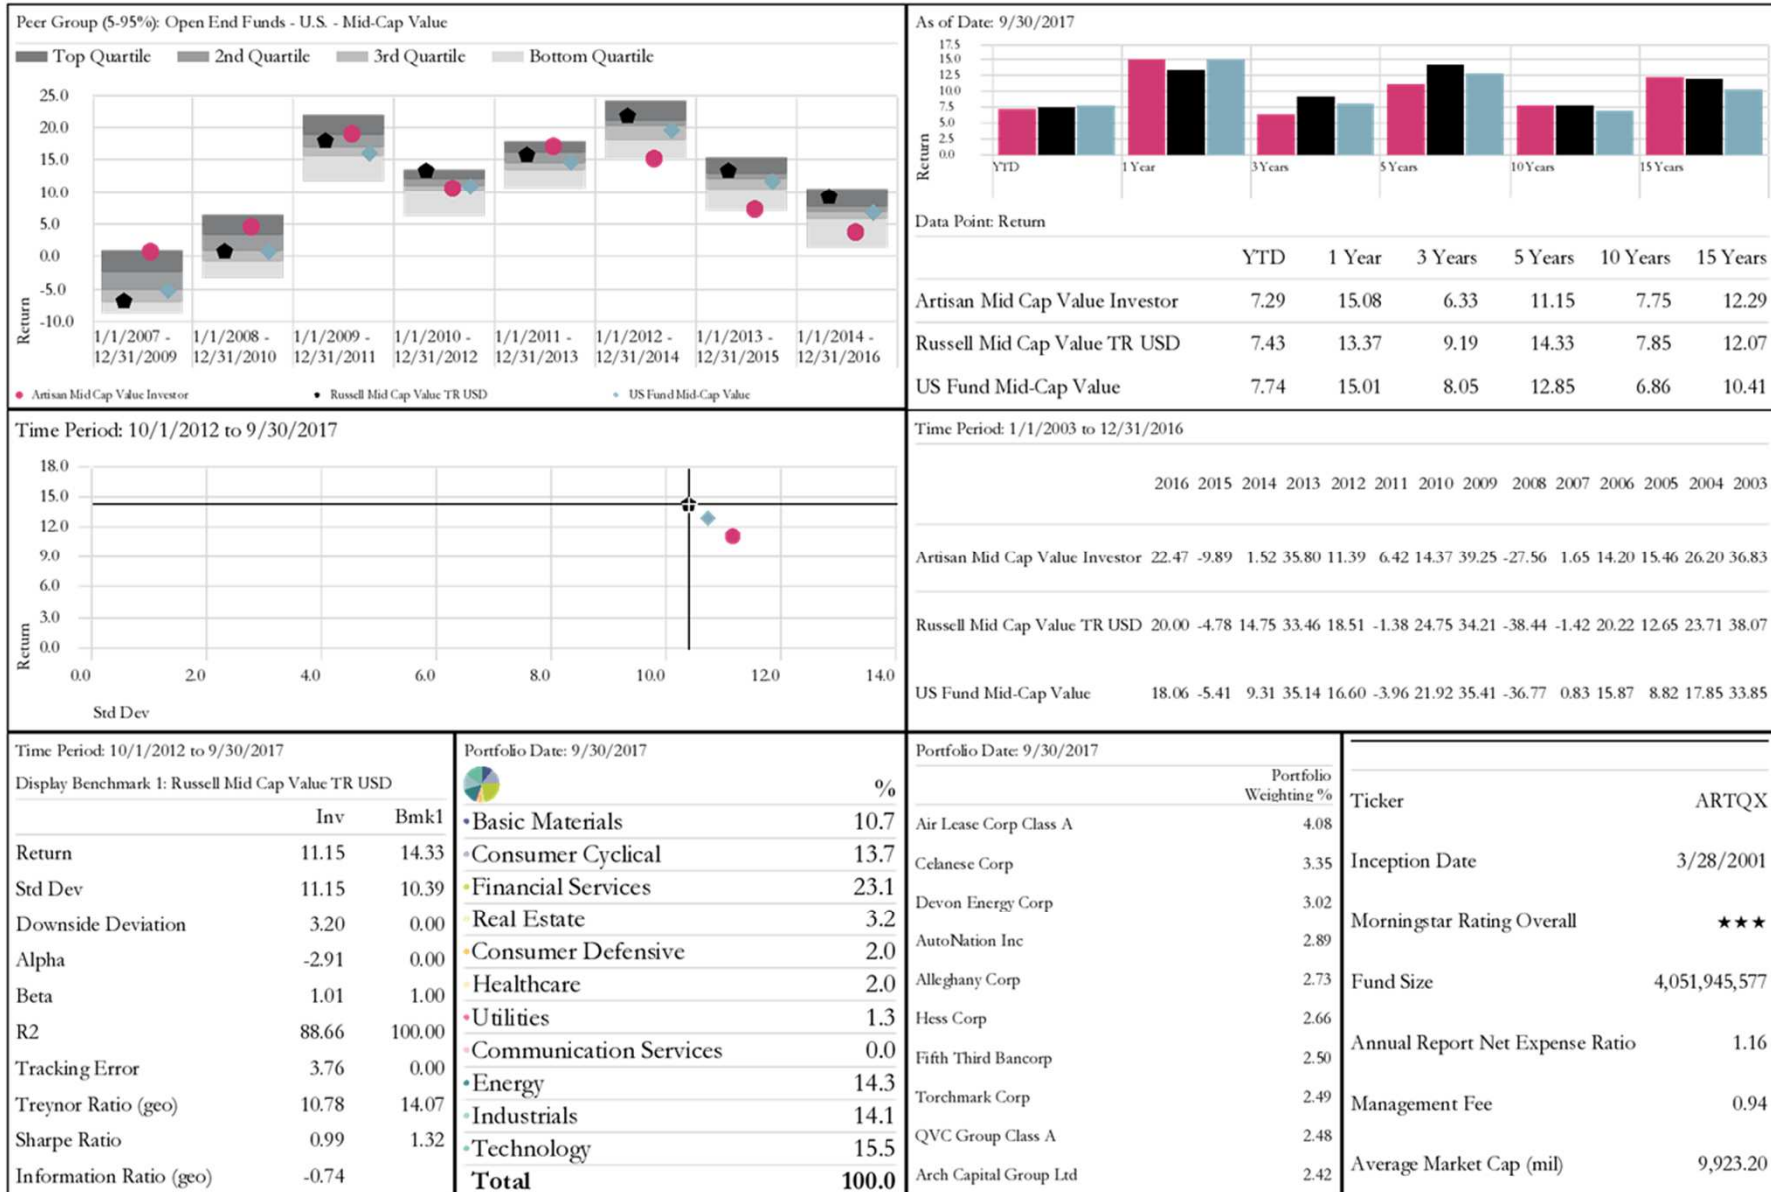 Peer Group (5-95%): Open End Funds - U.S. - Mid-Cap Value
Top Quartile 2nd Quartile 3rd Quartile Bottom Quartile
25.0
20.0
15.0
10.0
5.0
0.0
-5.0
-10.0
Return
1/1/2007 - 1/1/2008 - 1/1/2009 - 1/1/2010 - 1/1/2011 - 1/1/2012 - 1/1/2013 - 1/1/2014 -
12/31/2009 12/31/2010 12/31/2011 12/31/2012 12/31/2013 12/31/2014 12/31/2015 12/31/2016
Artisan Mid Cap Value Investor Russell Mid Cap Value TR USD US Fund Mid-Cap Value
As of Date: 9/30/2017
17.5
15.0
12.5
10.0
7.5
5.0
2.5
0.0
Return
YTD 1 Year 3 Years 5 Years 10 Years 15 Years
Data Point: Return
YTD 1 Year 3 Years 5 Years 10 Years 15 Years
Artisan Mid Cap Value Investor 7.29 15.08 6.33 11.15 7.75 12.29
Russell Mid Cap Value TR USD 7.43 13.37 9.19 14.33 7.85 12.07
US Fund Mid-Cap Value 7.74 15.01 8.05 12.85 6.86 10.41
Time Period: 10/1/2012 to 9/30/2017
18.0
15.0
12.0
9.0
6.0
3.0
0.0
Return
0.0 2.0 4.0 6.0 8.0 10.0 12.0 14.0
Std Dev
Time Period: 1/1/2003 to 12/31/2016
2016 2015 2014 2013 2012 2011 2010 2009 2008 2007 2006 2005 2004 2003
Artisan Mid Cap Value Investor 22.47 -9.89 1.52 35.80 11.39 6.42 14.37 39.25 -27.56 1.65 14.20 15.46 26.20 36.83
Russell Mid Cap Value TR USD 20.00 -4.78 14.75 33.46 18.51 -1.38 24.75 34.21 -38.44 -1.42 20.22 12.65 23.71 38.07
US Fund Mid-Cap Value 18.06 -5.41 9.31 35.14 16.60 -3.96 21.92 35.41 -36.77 0.83 15.87 8.82 17.85 33.85
Time Period: 10/1/2012 to 9/30/2017
Display Benchmark 1: Russell Mid Cap Value TR USD
Inv Bmk1
Return 11.15 14.33
Std Dev 11.15 10.39
Downside Deviation 3.20 0.00
Alpha -2.91 0.00
Beta 1.01 1.00
R2 88.66 100.00
Tracking Error 3.76 0.00
Treynor Ratio (geo) 10.78 14.07
Sharpe Ratio 0.99 1.32
Information Ratio (geo) -0.74
Portfolio Date: 9/30/2017
%
Basic Materials 10.7
Consumer Cyclical 13.7
Financial Services 23.1
Real Estate 3.2
Consumer Defensive 2.0
Healthcare 2.0
Utilities 1.3
Communication Services 0.0
Energy 14.3
Industrials 14.1
Technology 15.5
Total 100.0
Portfolio Date: 9/30/2017
Portfolio
Weighting %
Air Lease Corp Class A 4.08
Celanese Corp 3.35
Devon Energy Corp 3.02
AutoNation Inc 2.89
Alleghany Corp 2.73
Hess Corp 2.66
Fifth Third Bancorp 2.50
Torchmark Corp 2.49
QVC Group Class A 2.48
Arch Capital Group Ltd 2.42
Ticker ARTQX
Inception Date 3/28/2001
Morningstar Rating Overall ★★★
Fund Size 4,051,945,577
Annual Report Net Expense Ratio 1.16
Management Fee 0.94
Average Market Cap (mil) 9,923.20